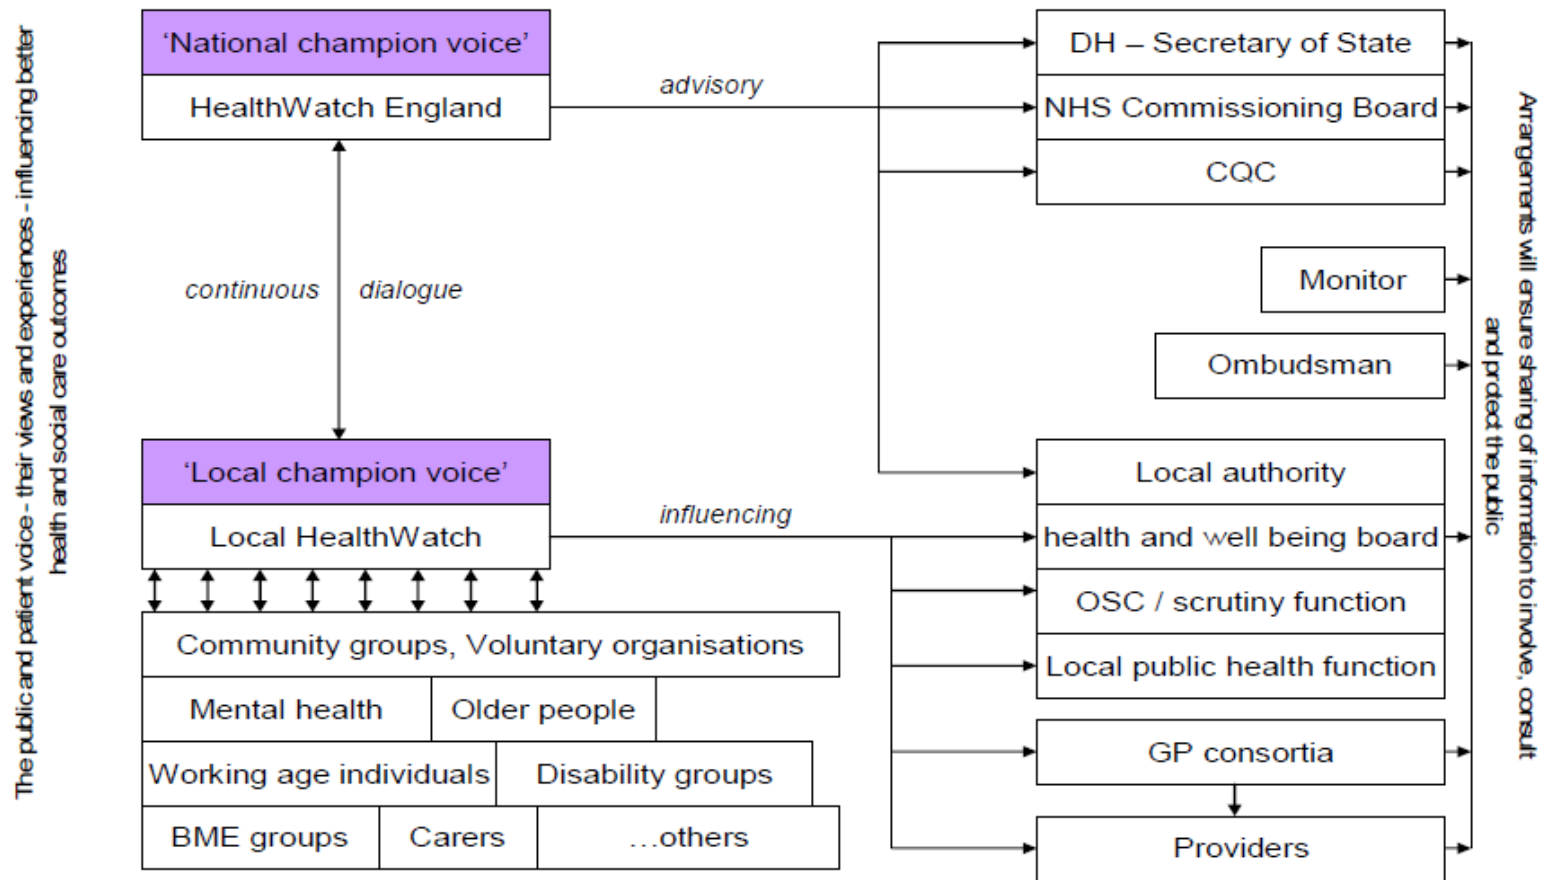 The public and patient voice - their views and experiences - influencing better
health and social care outcomes
‘National champion voice’
HealthWatch England
advisory
continuous dialogue
‘Local champion voice’
Local HealthWatch
influencing
Community groups, Voluntary organisations
Mental health
Older people
Working age individuals
Disability groups
BME groups
Carers
...others
DH – Secretary of State
NHS Commissioning Board
CQC
Monitor
Ombudsman
Local authority
health and well being board
OSC / scrutiny function
Local public health function
GP consortia
Providers
Arrangements will ensure sharing of information to involve, consult
and protect the public